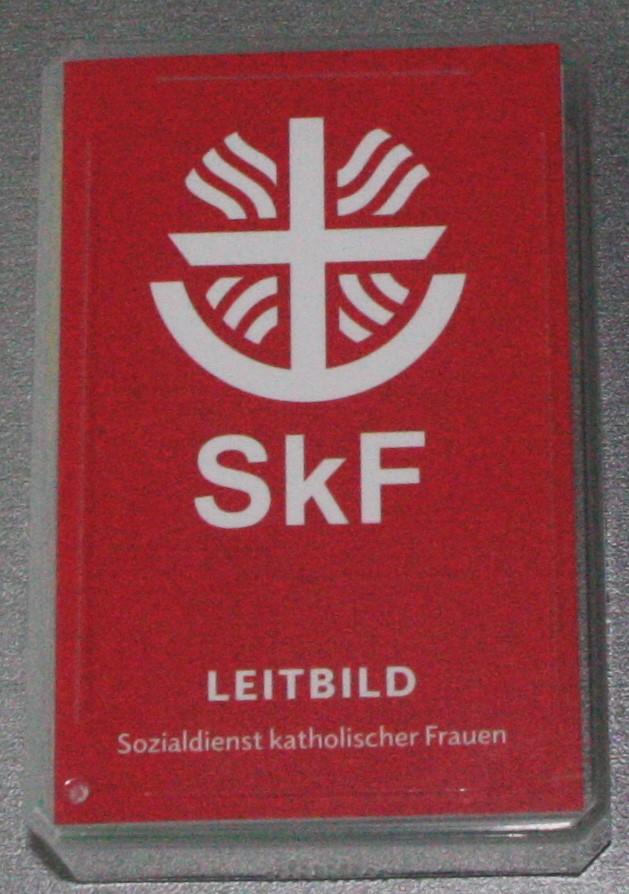 SkF
LEITBILD
Sozialdienst katholischer Frauen